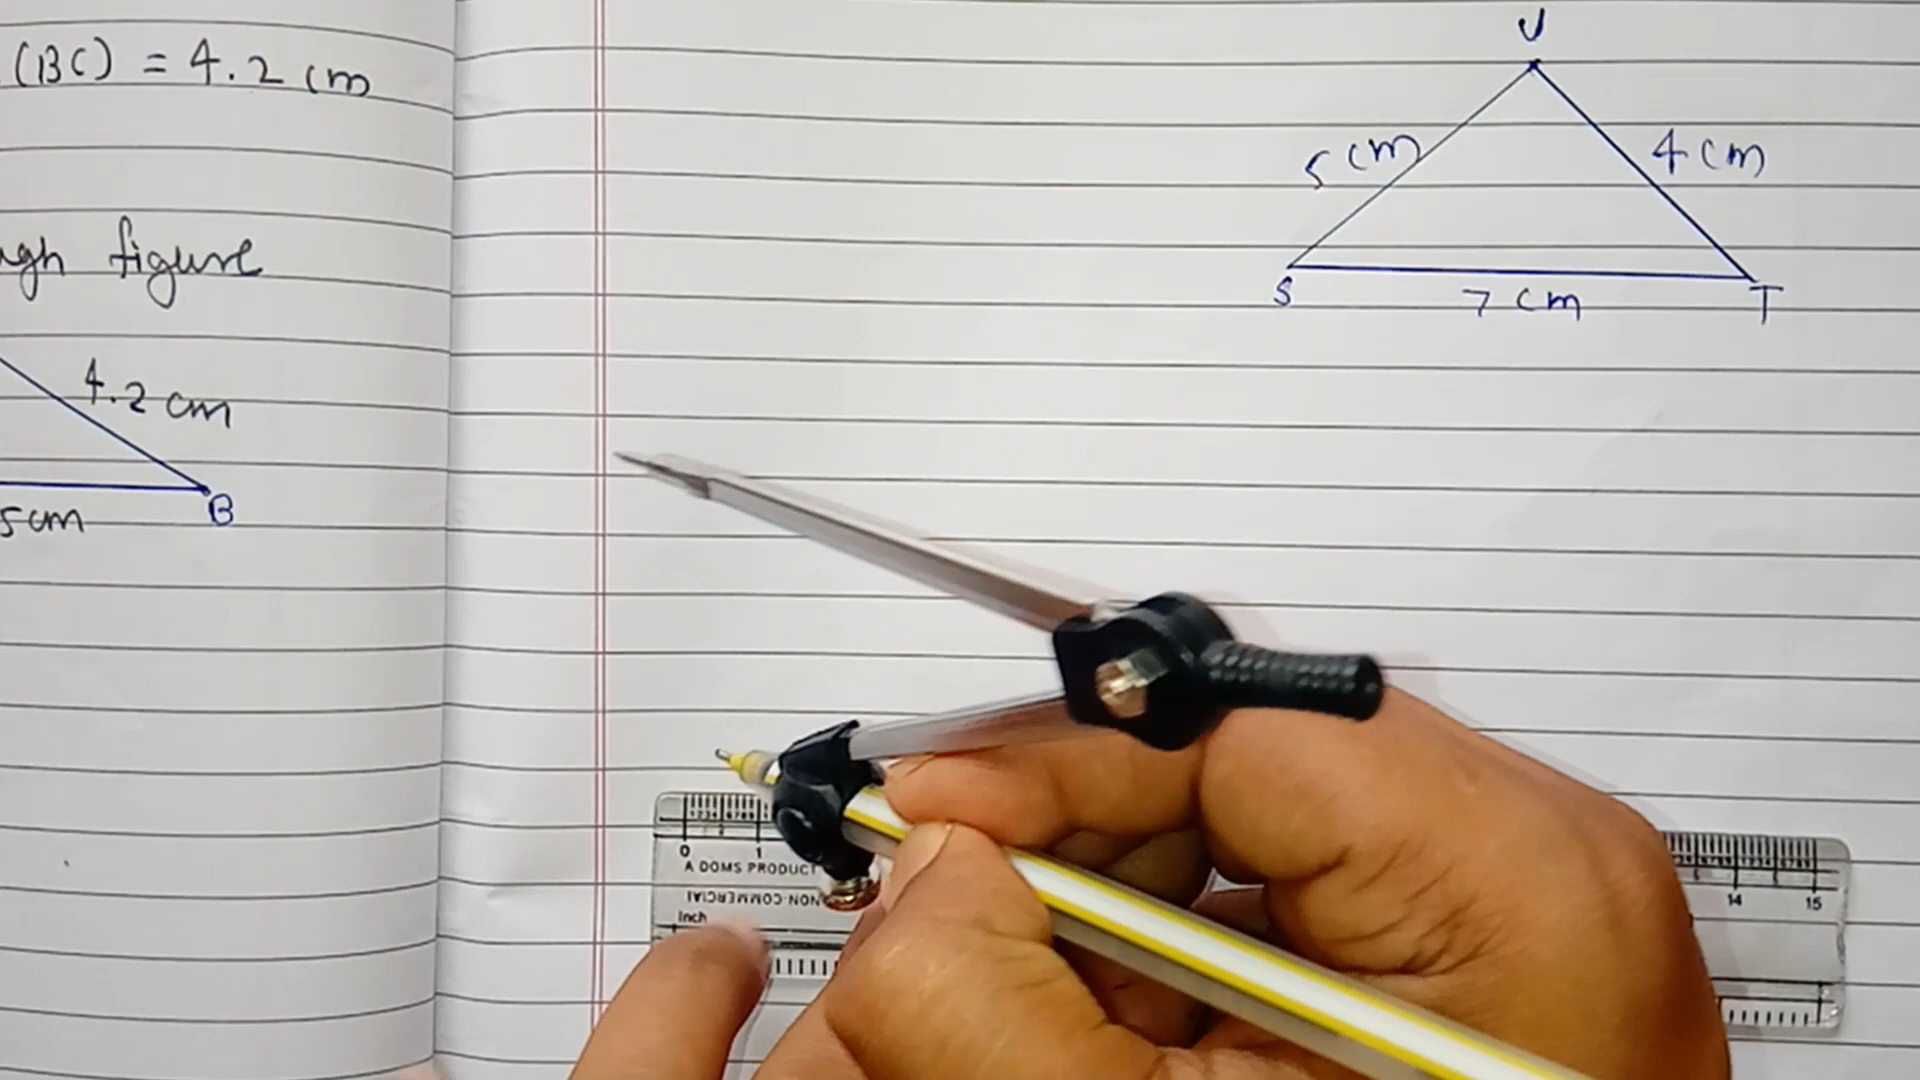 (BC) = 4.2 cm
figure
4.2 cm
B
5cm
U
5 cm
4 cm
S
7 cm
T
0 1
A DOMS PRODUCT
NON-COMMERCIAL
Inch
14 15